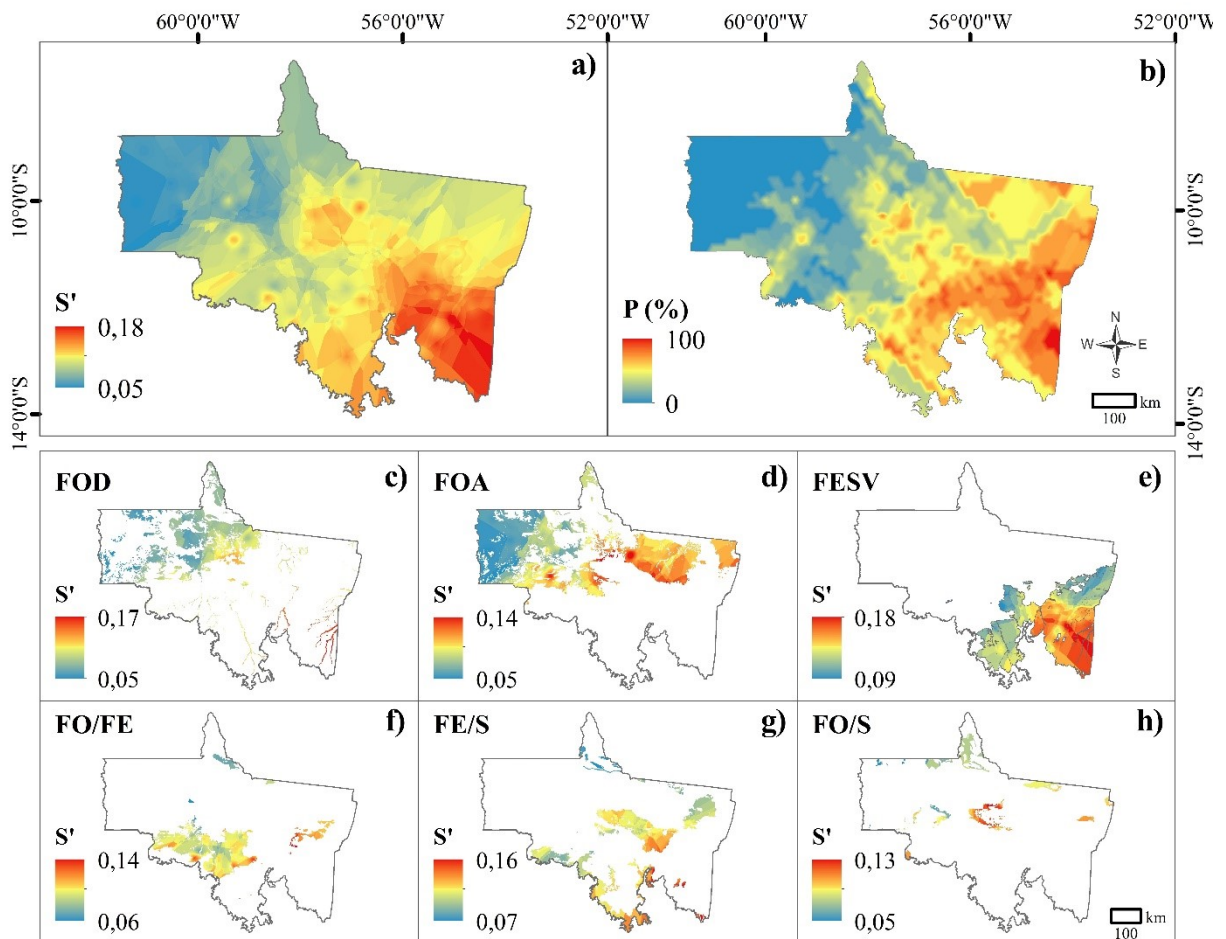 60°0'0"W 56°0'0"W 52°0'0"W 60°0'0"W 56°0'0"W 52°0'0"W
a)
b)
10°0'0"S
10°0'0"S
S'
0,18
0,05
P (%)
100
0
N
W E
S
km
100
14°0'0"S
14°0'0"S
FOD
c)
S'
0,17
0,05
FOA
d)
S'
0,14
0,05
FESV
e)
S'
0,18
0,09
FO/FE
f)
S'
0,14
0,06
FE/S
g)
S'
0,16
0,07
FO/S
h)
S'
0,13
0,05
km
100